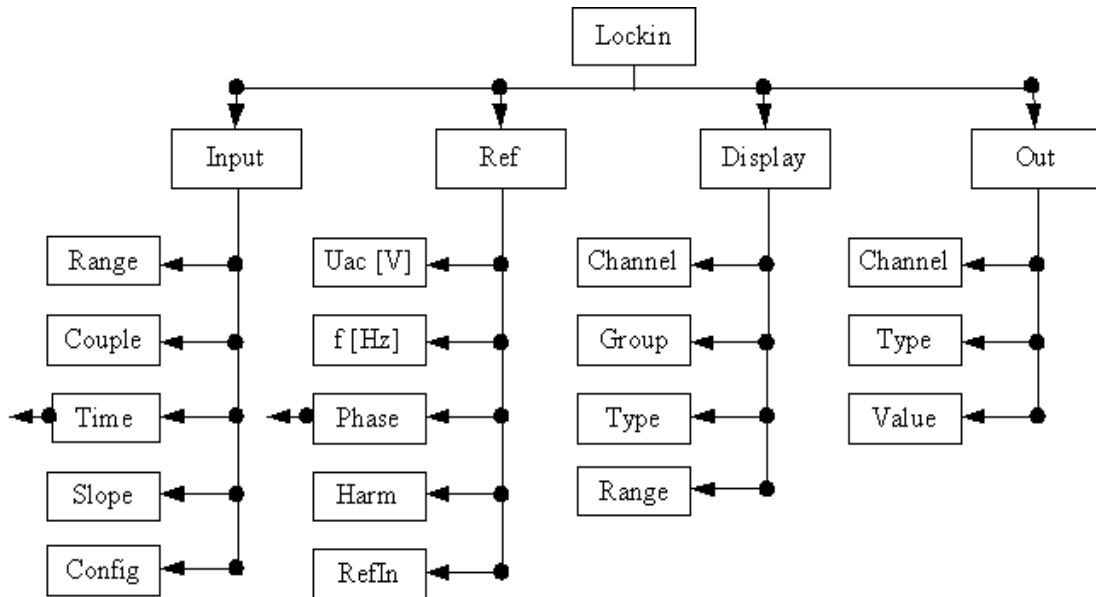 Lockin
Input
Ref
Display
Out
Range
Uac [V]
Channel
Channel
Couple
f [Hz]
Group
Type
Time
Phase
Type
Value
Slope
Harm
Range
Config
RefIn